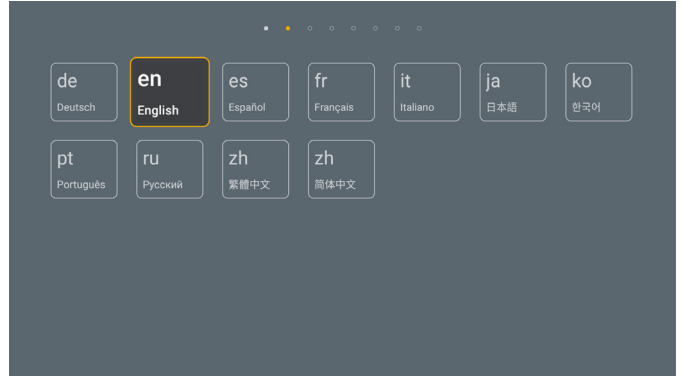 de
Deutsch
en
English
es
Español
fr
Français
it
Italiano
ja
日本語
ko
한국어
pt
Português
ru
Русский
zh
繁體中文
zh
简体中文